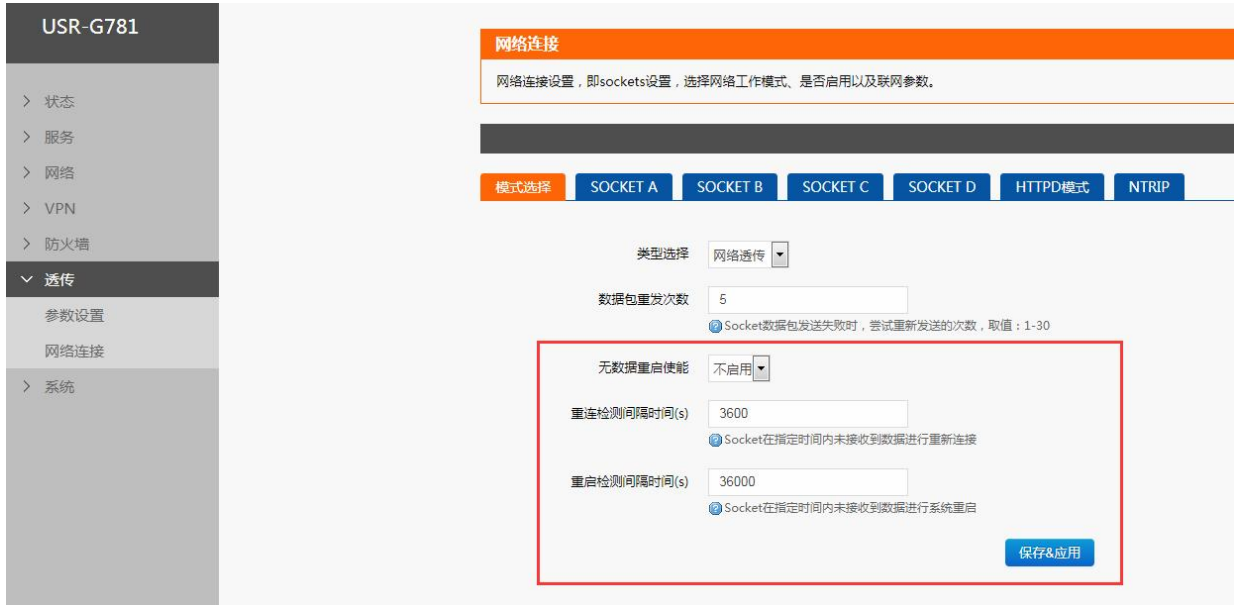 USR-G781
状态
服务
网络
VPN
防火墙
透传
参数设置
网络连接
系统
网络连接
网络连接设置，即sockets设置，选择网络工作模式、是否启用以及联网参数。
模式选择 SOCKET A SOCKET B SOCKET C SOCKET D HTTPD模式 NTRIP
类型选择 网络透传
数据包重发次数 5
Socket数据包发送失败时，尝试重新发送的次数，取值：1-30
无数据重启使能 不启用
重连检测间隔时间(s) 3600
Socket在指定时间内未接收到数据进行重新连接
重启检测间隔时间(s) 36000
Socket在指定时间内未接收到数据进行系统重启
保存&应用